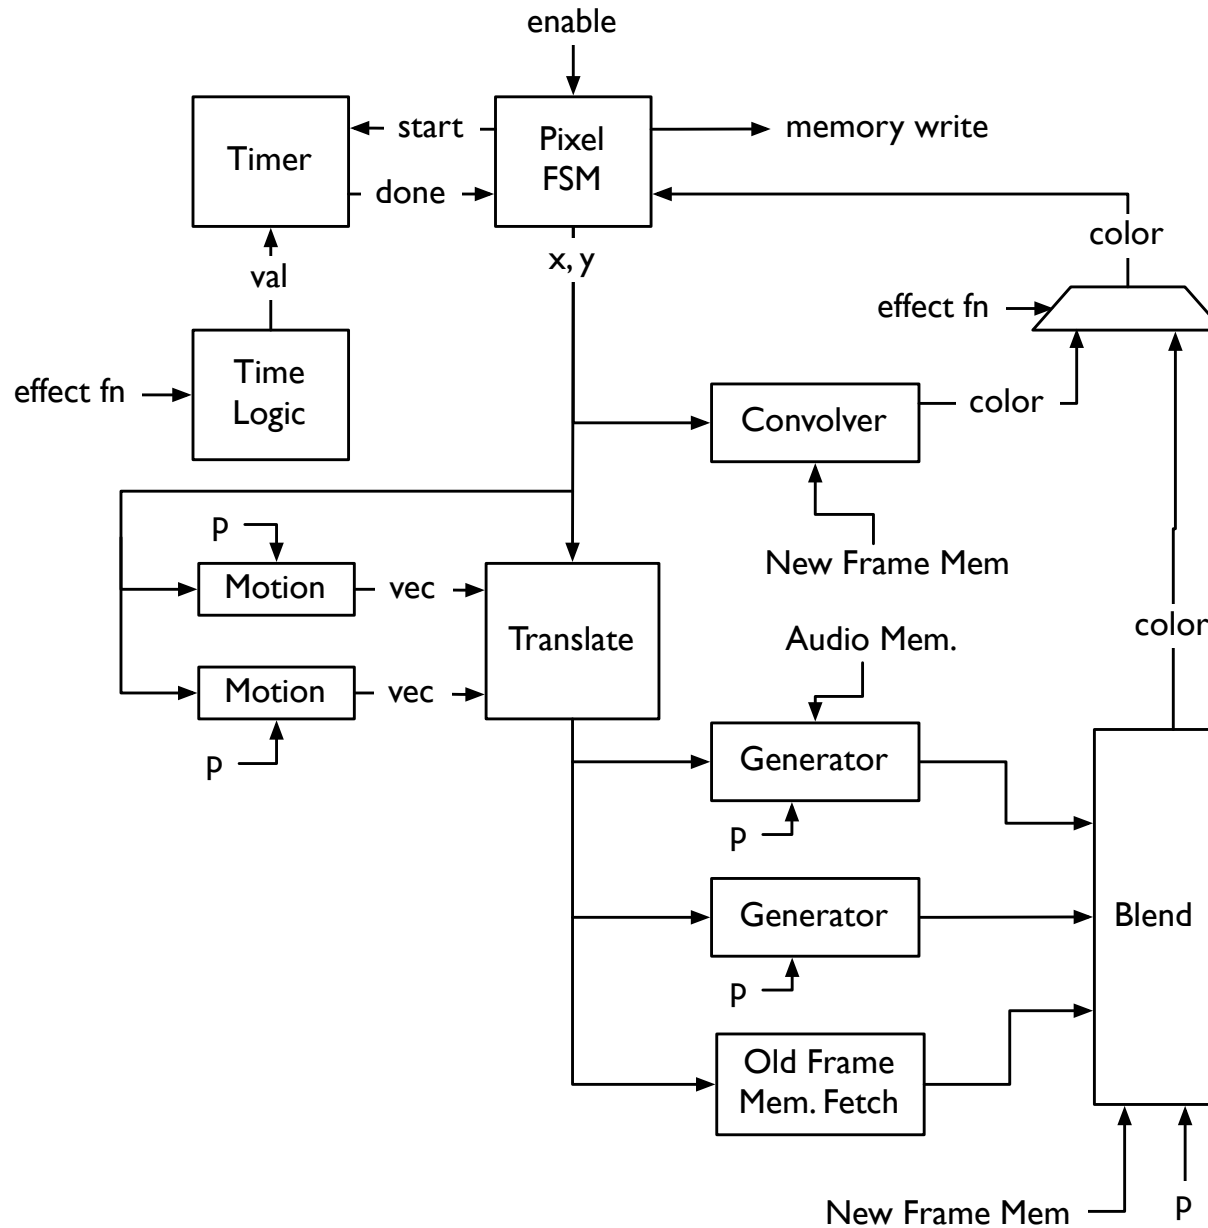 enable
start
Pixel
FSM
memory write
Timer
done
color
x, y
val
effect fn
Time
Logic
effect fn
Convolver
color
p
New Frame Mem
Motion
vec
Translate
Audio Mem.
color
Motion
vec
p
Generator
p
Generator
Blend
p
Old Frame
Mem. Fetch
New Frame Mem
p